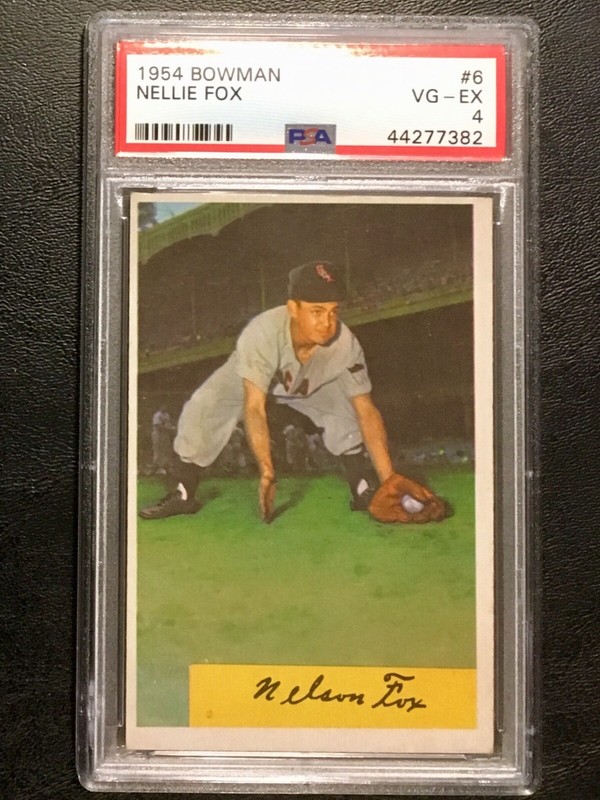 1954 BOWMAN #6
NELLIE FOX VG-EX
4
PSA 44277382
Nelson Fox